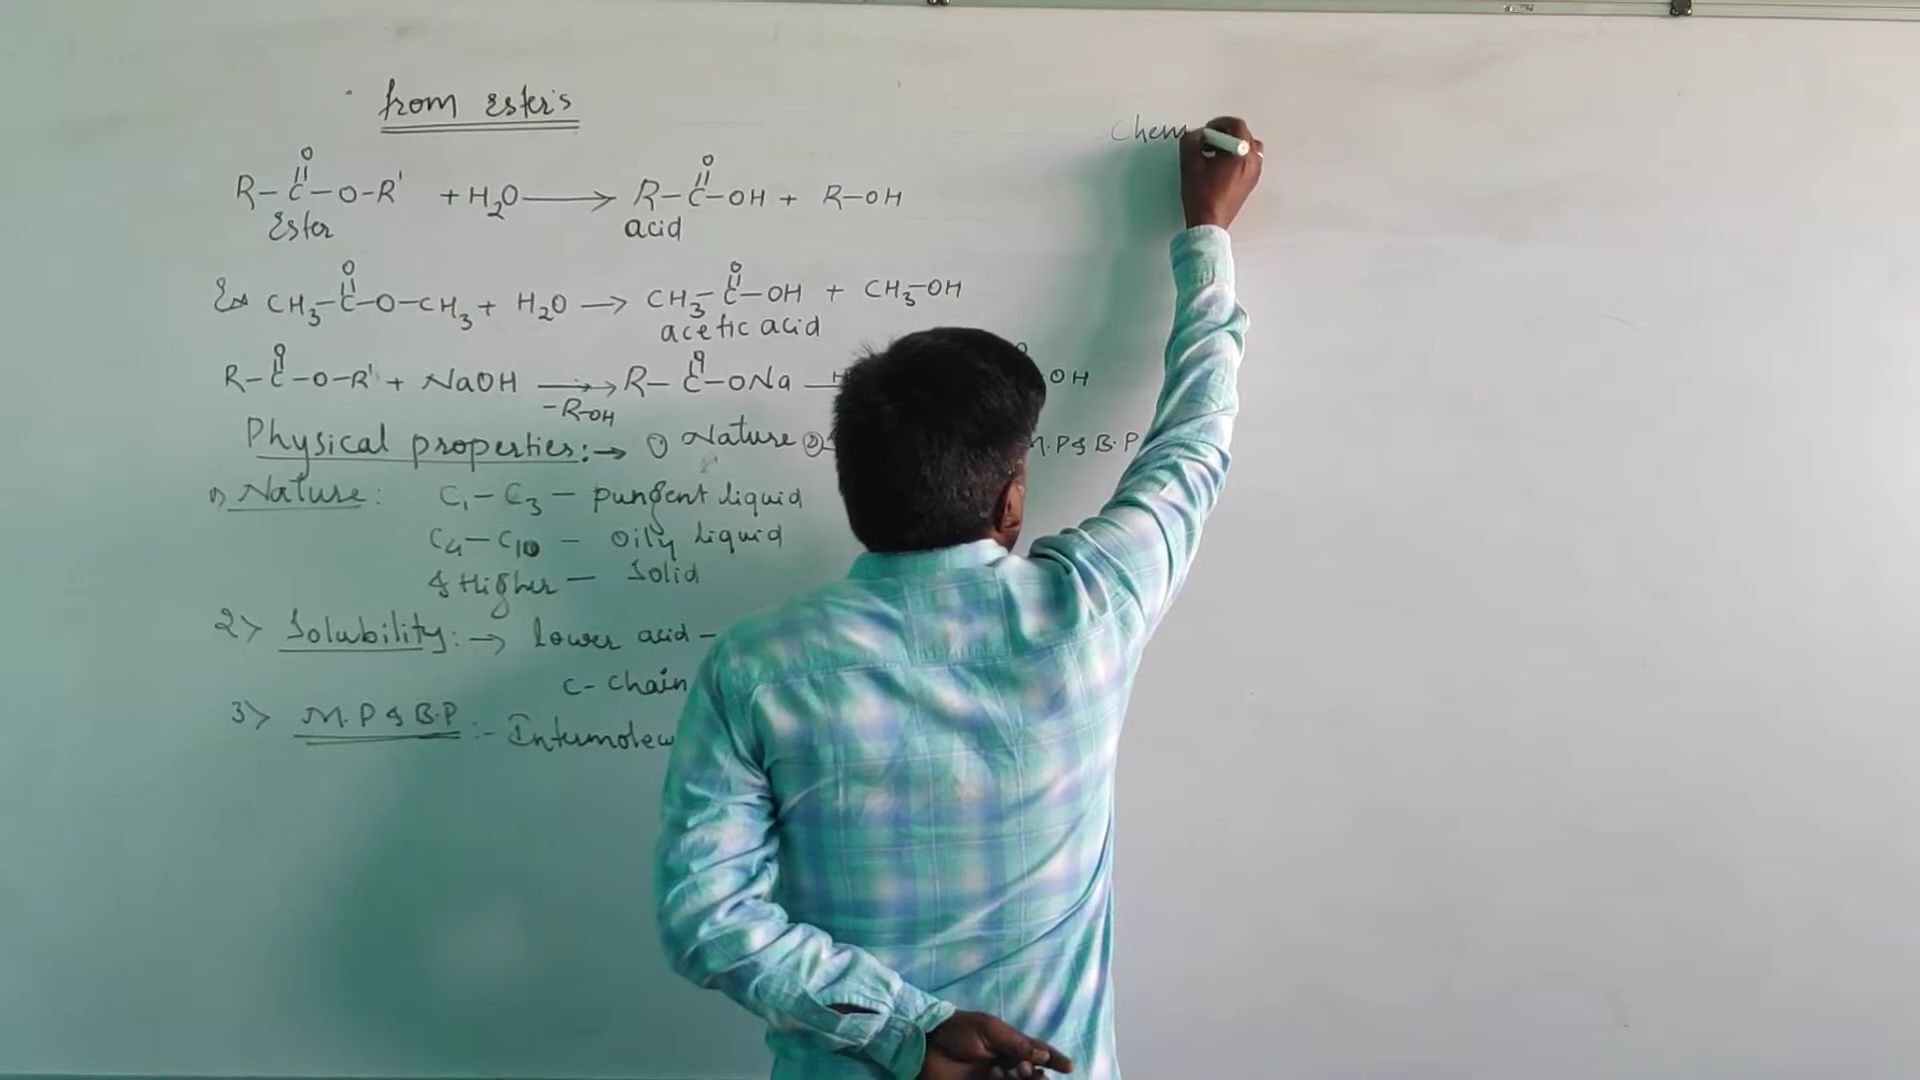 from Ester's
O O
R-C-O-R' + H2O ⟶ R-C-OH + R-OH
Ester acid
O O
Ex CH3-C-O-CH3 + H2O ⟶ CH3-C-OH + CH3-OH
acetic acid
O O O
R-C-O-R' + NaOH ⟶ R-C-ONa OH
-R-OH
Physical properties:→ ① Nature ② M.P & B.P
1) Nature: C1-C3 - pungent liquid
C4-C10 - oily liquid
& Higher - Solid
2> Solubility:→ lower acid -
C-chain
3> M.P & B.P :- Intermolecu
Chem